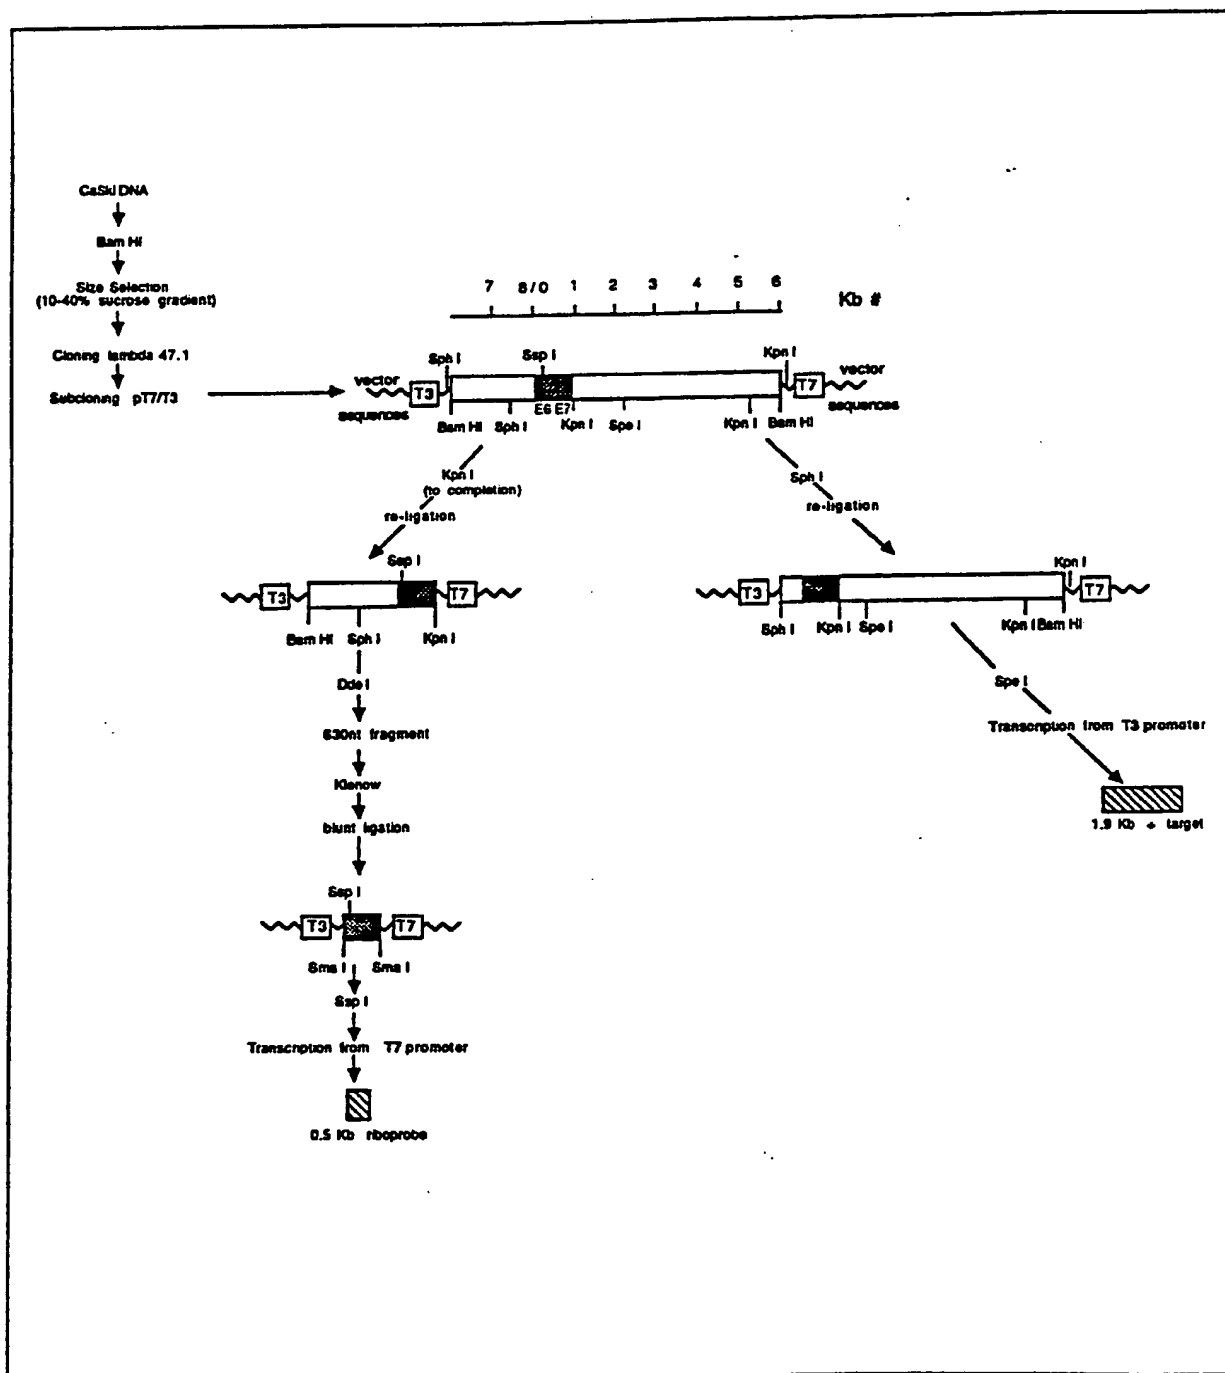 CaSki DNA
Bam HI
Size Selection
(10-40% sucrose gradient)
Cloning lambda 47.1
Subcloning pT7/T3
7 8/0 1 2 3 4 5 6
Kb #
Sph I
Ssp I
Kpn I
vector
vector
T3
T7
sequences
sequences
E6 E7
Bam HI
Sph I
Kpn I
Spe I
Kpn I
Bam HI
Kpn I
(to completion)
re-ligation
Sph I
re-ligation
Ssp I
T3
T7
Bam HI
Sph I
Kpn I
Kpn I
T3
T7
Sph I
Kpn I
Spe I
Kpn I
Bam HI
Dde I
630nt fragment
Klenow
blunt ligation
Spe I
Transcription from T3 promoter
1.9 Kb + target
Ssp I
T3
T7
Sma I
Sma I
Ssp I
Transcription from T7 promoter
0.5 Kb riboprobe